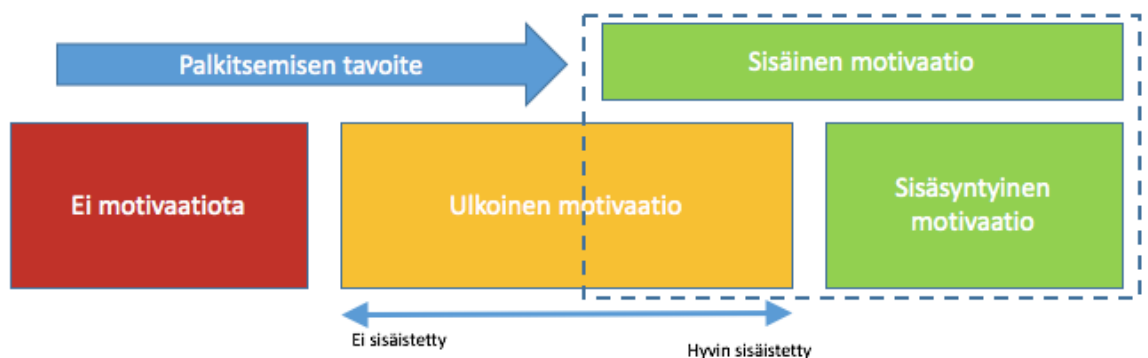 Palkitsemisen tavoite
Sisäinen motivaatio
Ei motivaatiota
Ulkoinen motivaatio
Sisäsyntyinen
motivaatio
Ei sisäistetty
Hyvin sisäistetty